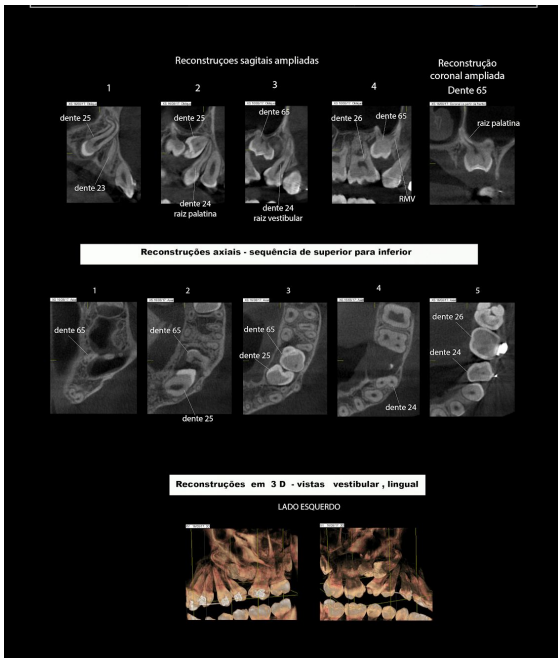 Reconstruçoes sagitais ampliadas
Reconstrução
coronal ampliada
Dente 65
1
2
3
4
dente 25
dente 23
dente 25
dente 24
raiz palatina
dente 65
dente 24
raiz vestibular
dente 26
dente 65
RMV
raiz palatina
Reconstruções axiais - sequência de superior para inferior
1
2
3
4
5
dente 65
dente 65
dente 25
dente 65
dente 25
dente 24
dente 26
dente 24
Reconstruções em 3 D - vistas vestibular , lingual
LADO ESQUERDO